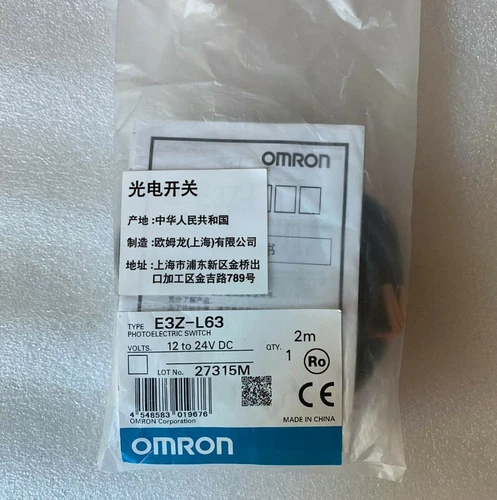 OMRON
书
光电开关
产地:中华人民共和国
制造:欧姆龙(上海)有限公司
地址:上海市浦东新区金桥出
口加工区金吉路789号
TYPE E3Z-L63 2m
PHOTOELECTRIC SWITCH
VOLTS. 12 to 24V DC QTY. 1
Ro
LOT No. 27315M
CE
4 548583 019676
OMRON Corporation
MADE IN CHINA
OMRON